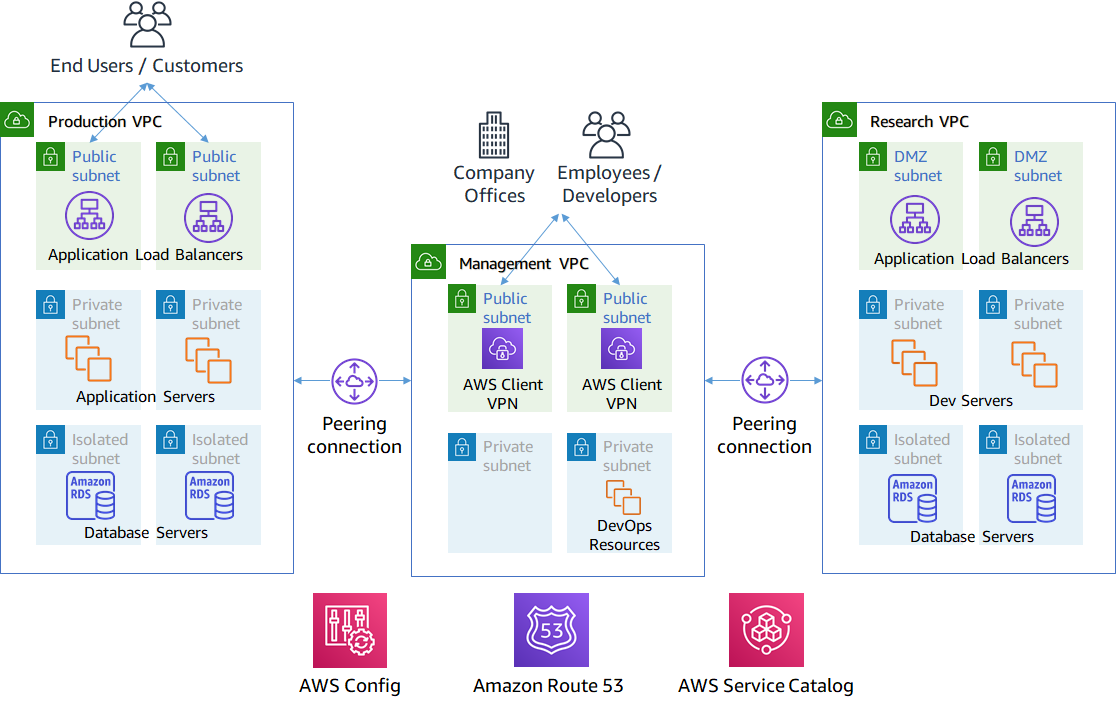 End Users / Customers
Production VPC
Public
subnet
Public
subnet
Application Load Balancers
Private
subnet
Private
subnet
Application Servers
Isolated
subnet
Isolated
subnet
Amazon
RDS
Amazon
RDS
Database Servers
Peering
connection
Company
Offices
Employees /
Developers
Management VPC
Public
subnet
Public
subnet
AWS Client
VPN
AWS Client
VPN
Private
subnet
Private
subnet
DevOps
Resources
Peering
connection
Research VPC
DMZ
subnet
DMZ
subnet
Application Load Balancers
Private
subnet
Private
subnet
Dev Servers
Isolated
subnet
Isolated
subnet
Amazon
RDS
Amazon
RDS
Database Servers
AWS Config
53
Amazon Route 53
AWS Service Catalog